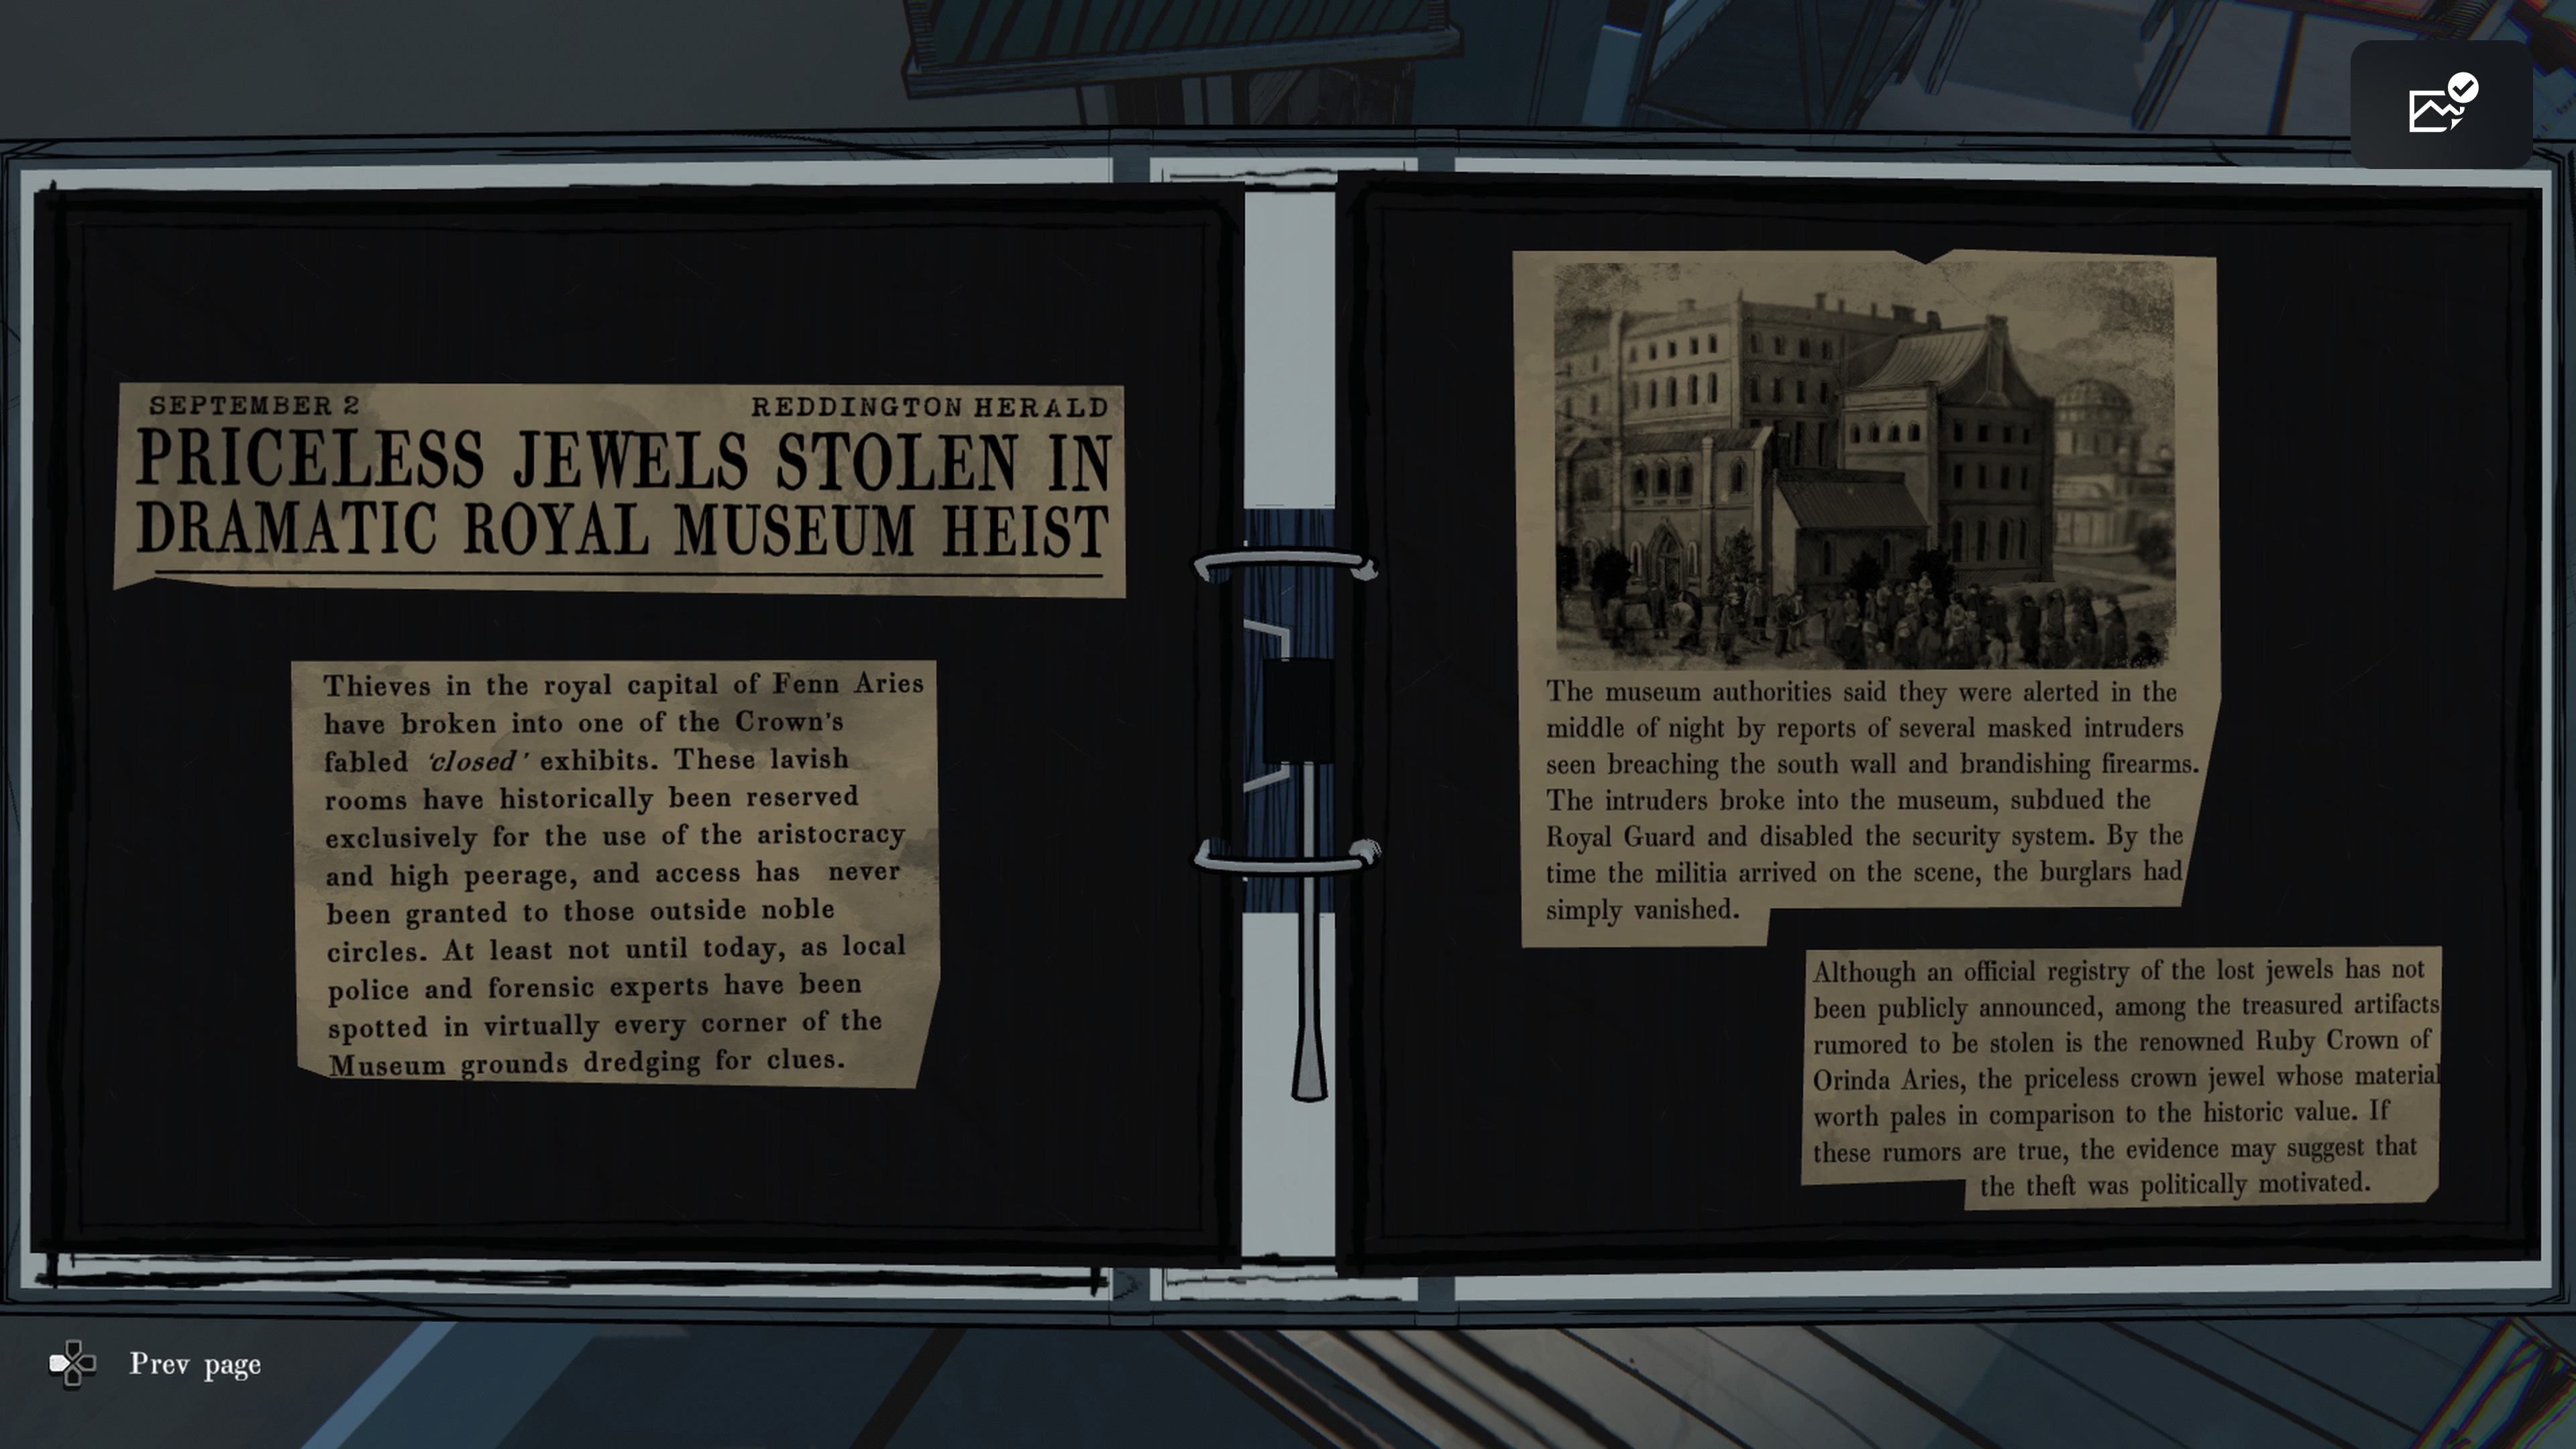 SEPTEMBER 2
REDDINGTON HERALD
PRICELESS JEWELS STOLEN IN
DRAMATIC ROYAL MUSEUM HEIST
Thieves in the royal capital of Fenn Aries
have broken into one of the Crown's
fabled 'closed' exhibits. These lavish
rooms have historically been reserved
exclusively for the use of the aristocracy
and high peerage, and access has never
been granted to those outside noble
circles. At least not until today, as local
police and forensic experts have been
spotted in virtually every corner of the
Museum grounds dredging for clues.
The museum authorities said they were alerted in the
middle of night by reports of several masked intruders
seen breaching the south wall and brandishing firearms.
The intruders broke into the museum, subdued the
Royal Guard and disabled the security system. By the
time the militia arrived on the scene, the burglars had
simply vanished.
Although an official registry of the lost jewels has not
been publicly announced, among the treasured artifacts
rumored to be stolen is the renowned Ruby Crown of
Orinda Aries, the priceless crown jewel whose material
worth pales in comparison to the historic value. If
these rumors are true, the evidence may suggest that
the theft was politically motivated.
Prev page